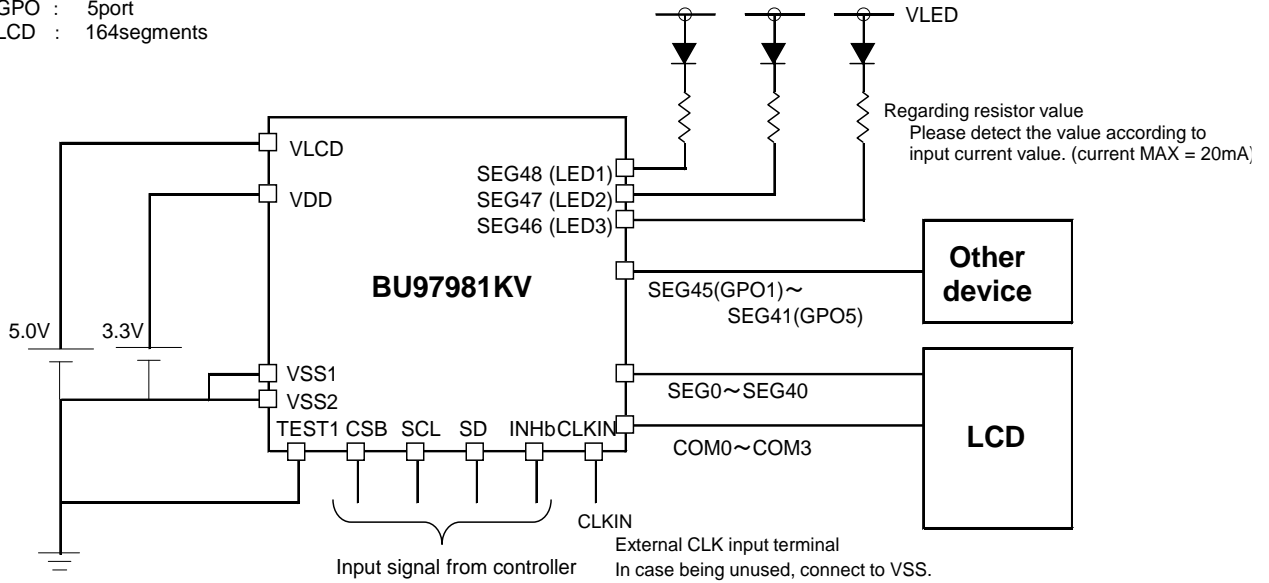 GPO : 5port
LCD : 164segments
VLED
Regarding resistor value
Please detect the value according to
input current value. (current MAX = 20mA)
VLCD
VDD
SEG48 (LED1)
SEG47 (LED2)
SEG46 (LED3)
BU97981KV
Other
device
SEG45(GPO1)～
SEG41(GPO5)
5.0V
3.3V
VSS1
VSS2
SEG0～SEG40
LCD
COM0～COM3
TEST1 CSB SCL SD INHb CLKIN
CLKIN
External CLK input terminal
In case being unused, connect to VSS.
Input signal from controller